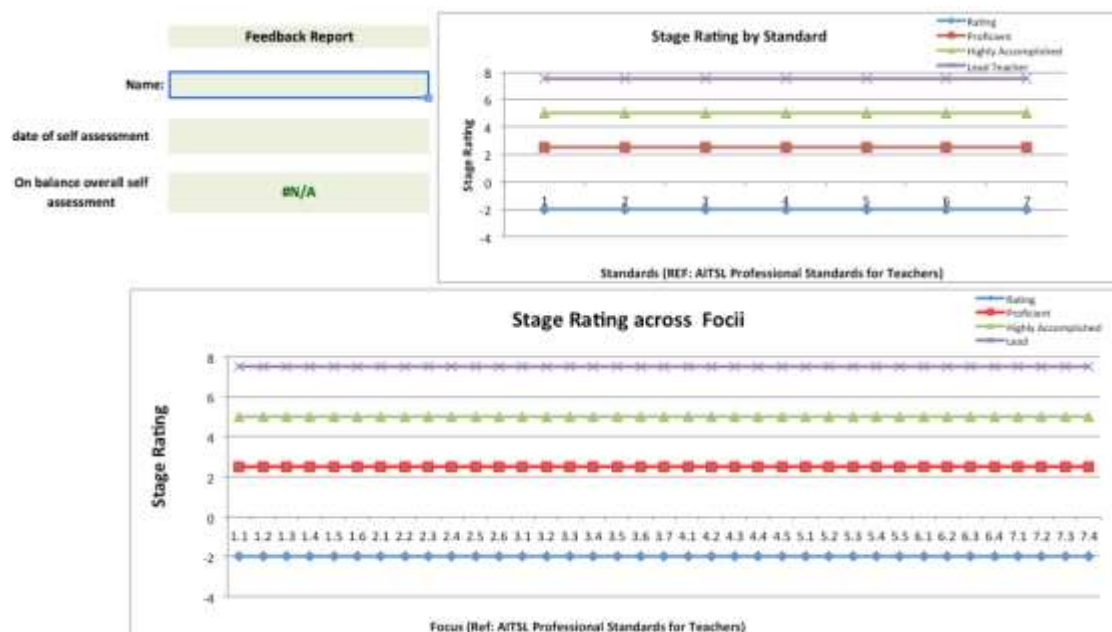 Feedback Report
Name:
date of self assessment
On balance overall self
assessment
#N/A
Stage Rating by Standard
Rating
Proficient
Highly Accomplished
Lead Teacher
Stage Rating
8
6
4
2
0
-2
-4
1 2 3 4 5 6 7
Standards (REF: AITSL Professional Standards for Teachers)
Stage Rating across Focii
Rating
Proficient
Highly Accomplished
Lead
Stage Rating
8
6
4
2
0
-2
-4
1.1 1.2 1.3 1.4 1.5 1.6 2.1 2.2 2.3 2.4 2.5 2.6 3.1 3.2 3.3 3.4 3.5 3.6 3.7 4.1 4.2 4.3 4.4 4.5 5.1 5.2 5.3 5.4 5.5 6.1 6.2 6.3 6.4 7.1 7.2 7.3 7.4
Focus (Ref: AITSL Professional Standards for Teachers)